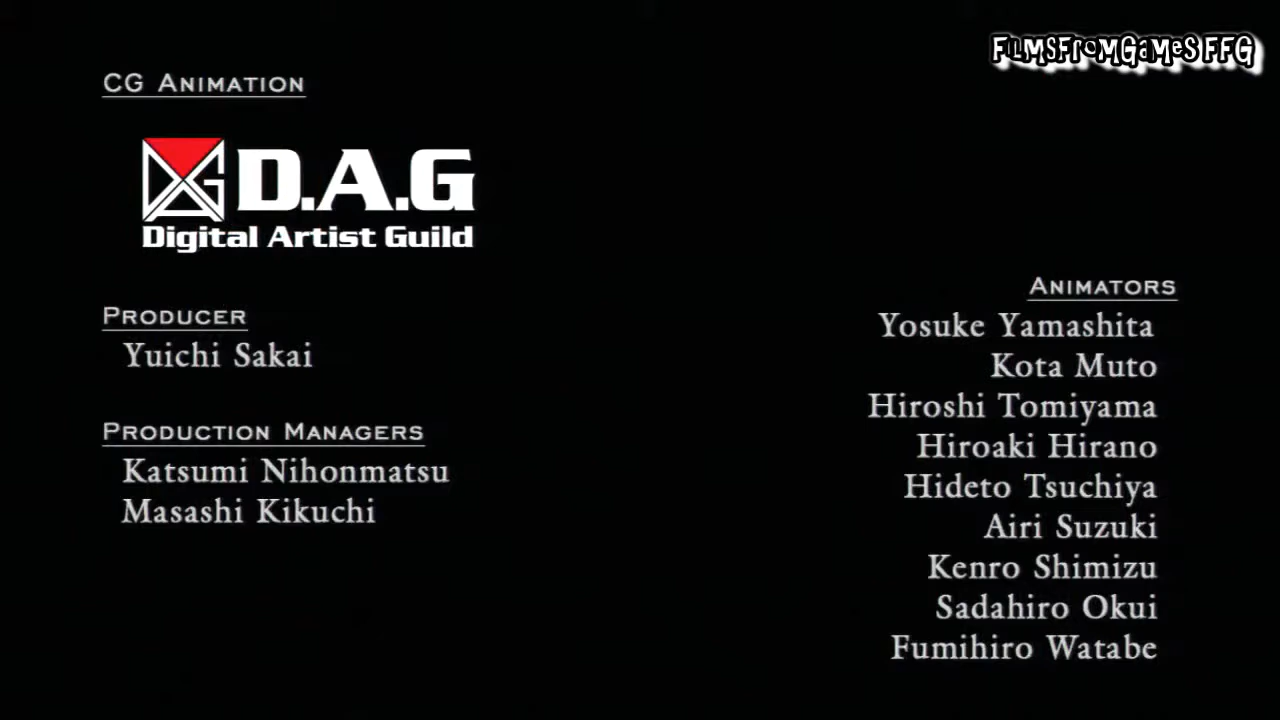 FilmsFromGames FFG
CG Animation
D.A.G
Digital Artist Guild
Producer
Yuichi Sakai
Production Managers
Katsumi Nihonmatsu
Masashi Kikuchi
Animators
Yosuke Yamashita
Kota Muto
Hiroshi Tomiyama
Hiroaki Hirano
Hideto Tsuchiya
Airi Suzuki
Kenro Shimizu
Sadahiro Okui
Fumihiro Watabe